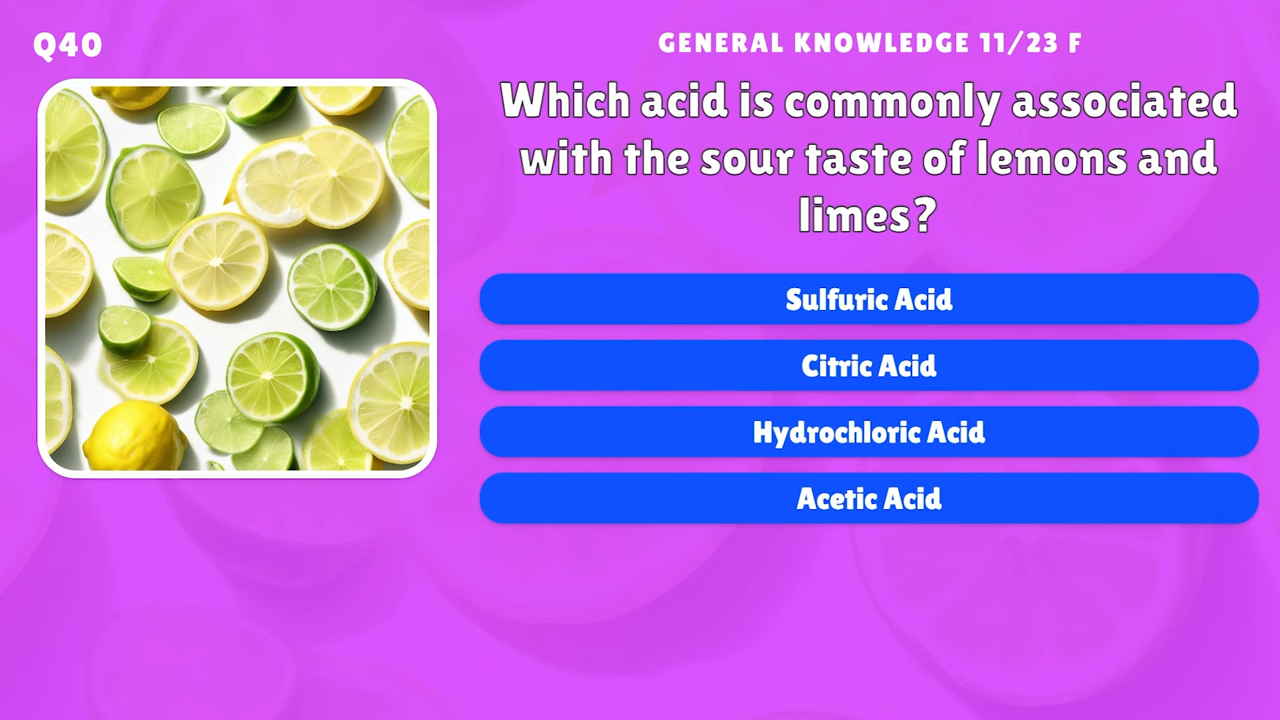 Q40
GENERAL KNOWLEDGE 11/23 F
Which acid is commonly associated
with the sour taste of lemons and
limes?
Sulfuric Acid
Citric Acid
Hydrochloric Acid
Acetic Acid